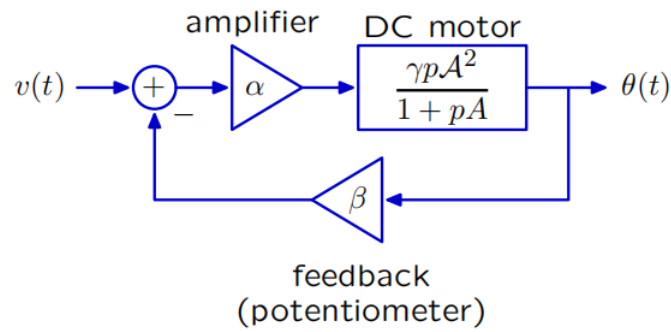 amplifier DC motor
v(t) + α γp𝒜² / 1 + pA θ(t)
−
β
feedback
(potentiometer)